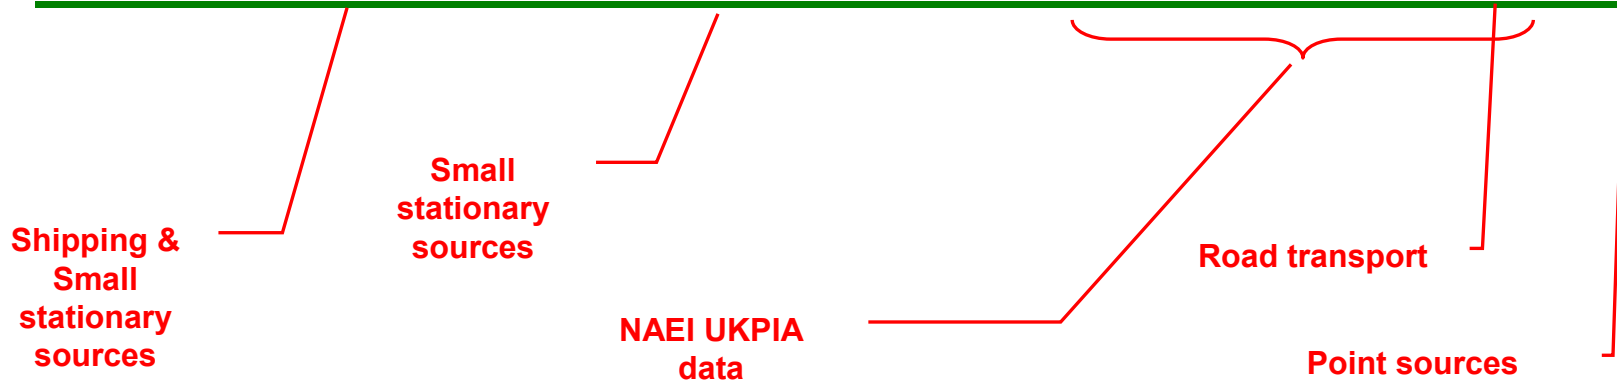 Shipping &
Small
stationary
sources
Small
stationary
sources
NAEI UKPIA
data
Road transport
Point sources